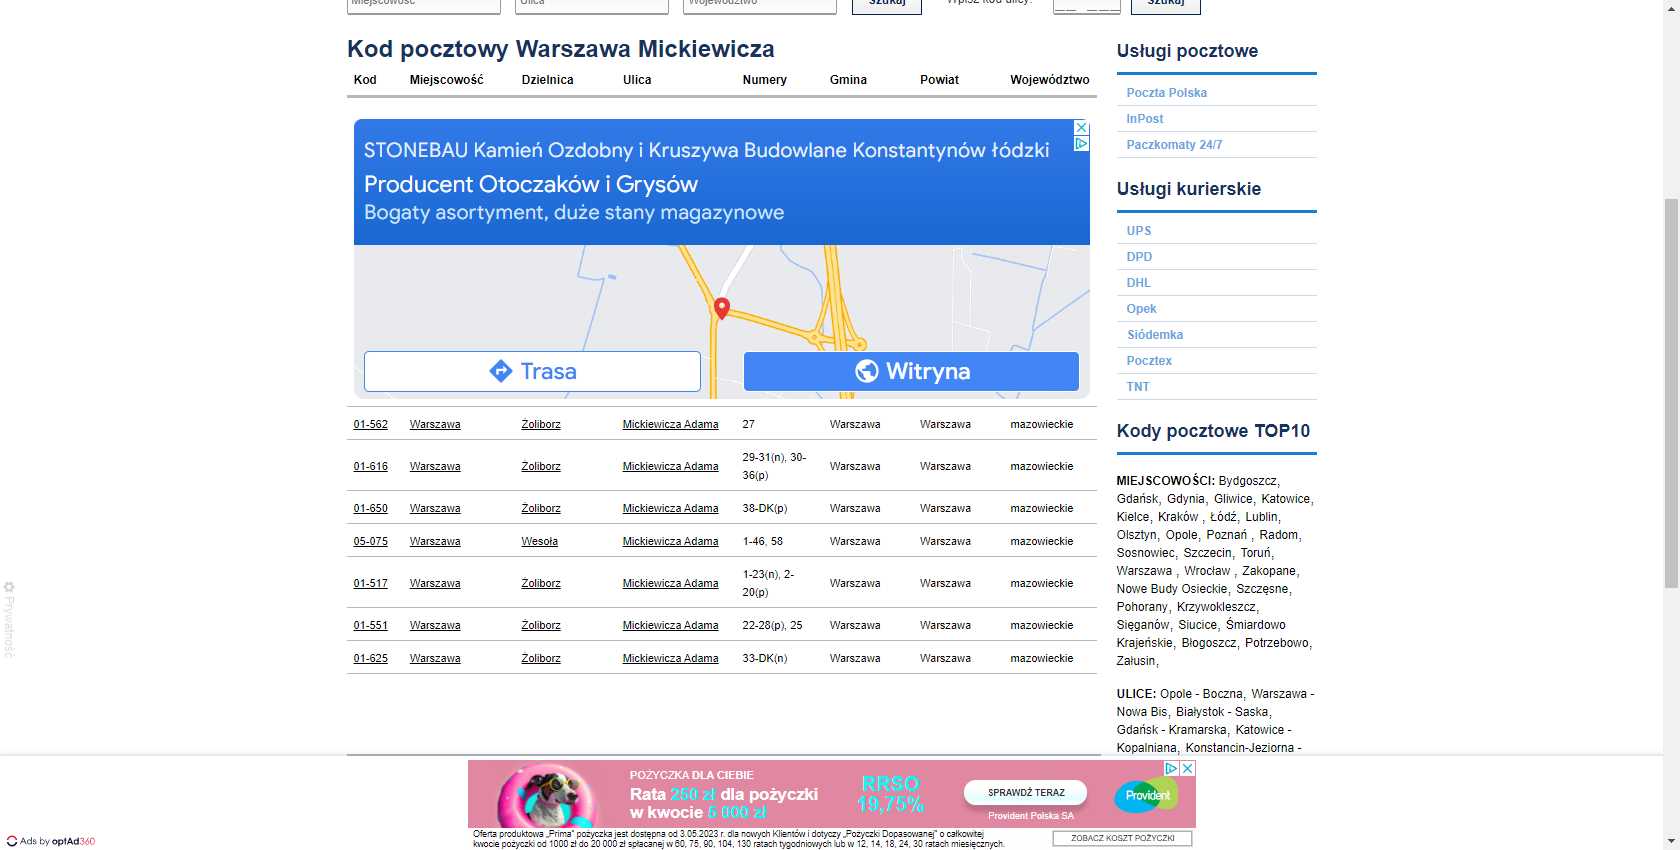 Miejscowość Ulica Województwo Szukaj Wpisz kod ulicy: __ ___ Szukaj
Kod pocztowy Warszawa Mickiewicza
Kod Miejscowość Dzielnica Ulica Numery Gmina Powiat Województwo
STONEBAU Kamień Ozdobny i Kruszywa Budowlane Konstantynów łódzki
Producent Otoczaków i Grysów
Bogaty asortyment, duże stany magazynowe
Trasa Witryna
01-562 Warszawa Żoliborz Mickiewicza Adama 27 Warszawa Warszawa mazowieckie
01-616 Warszawa Żoliborz Mickiewicza Adama 29-31(n), 30-
36(p) Warszawa Warszawa mazowieckie
01-650 Warszawa Żoliborz Mickiewicza Adama 38-DK(p) Warszawa Warszawa mazowieckie
05-075 Warszawa Wesoła Mickiewicza Adama 1-46, 58 Warszawa Warszawa mazowieckie
01-517 Warszawa Żoliborz Mickiewicza Adama 1-23(n), 2-
20(p) Warszawa Warszawa mazowieckie
01-551 Warszawa Żoliborz Mickiewicza Adama 22-28(p), 25 Warszawa Warszawa mazowieckie
01-625 Warszawa Żoliborz Mickiewicza Adama 33-DK(n) Warszawa Warszawa mazowieckie
Usługi pocztowe
Poczta Polska
InPost
Paczkomaty 24/7
Usługi kurierskie
UPS
DPD
DHL
Opek
Siódemka
Pocztex
TNT
Kody pocztowe TOP10
MIEJSCOWOŚCI: Bydgoszcz,
Gdańsk, Gdynia, Gliwice, Katowice,
Kielce, Kraków , Łódź, Lublin,
Olsztyn, Opole, Poznań , Radom,
Sosnowiec, Szczecin, Toruń,
Warszawa , Wrocław , Zakopane,
Nowe Budy Osieckie, Szczęsne,
Pohorany, Krzywokleszcz,
Sięganów, Siucice, Śmiardowo
Krajeńskie, Błogoszcz, Potrzebowo,
Załusin,
ULICE: Opole - Boczna, Warszawa -
Nowa Bis, Białystok - Saska,
Gdańsk - Kramarska, Katowice -
Kopalniana, Konstancin-Jeziorna -
Prywatność
POŻYCZKA DLA CIEBIE
Rata 250 zł dla pożyczki
w kwocie 5 000 zł
RRSO
19,75%
SPRAWDŹ TERAZ
Provident Polska SA
Provident
Oferta produktowa „Prima” pożyczka jest dostępna od 3.05.2023 r. dla nowych Klientów i dotyczy „Pożyczki Dopasowanej” o całkowitej
kwocie pożyczki od 1000 zł do 20 000 zł spłacanej w 60, 75, 90, 104, 130 ratach tygodniowych lub w 12, 14, 18, 24, 30 ratach miesięcznych.
ZOBACZ KOSZT POŻYCZKI
Ads by optAd360